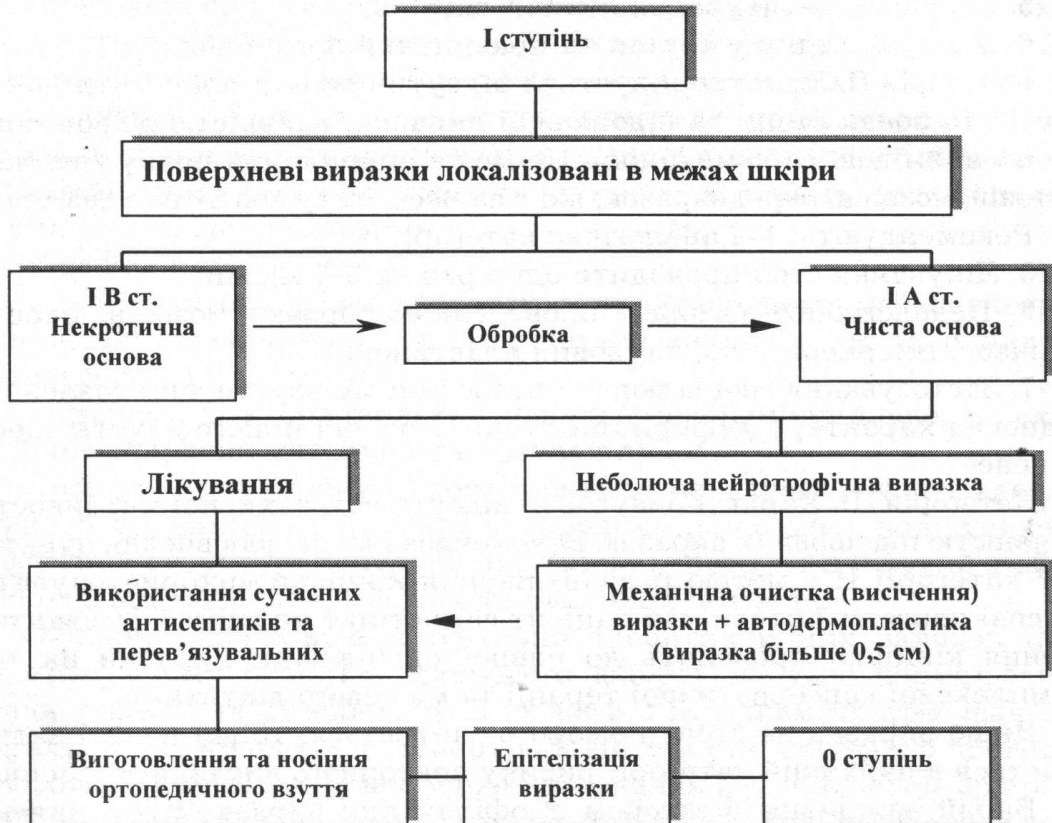 І ступінь
Поверхневі виразки локалізовані в межах шкіри
І В ст.
Некротична
основа
Обробка
І А ст.
Чиста основа
Лікування
Неболюча нейротрофічна виразка
Використання сучасних
антисептиків та
перев’язувальних
Механічна очистка (висічення)
виразки + автодермопластика
(виразка більше 0,5 см)
Виготовлення та носіння
ортопедичного взуття
Епітелізація
виразки
0 ступінь